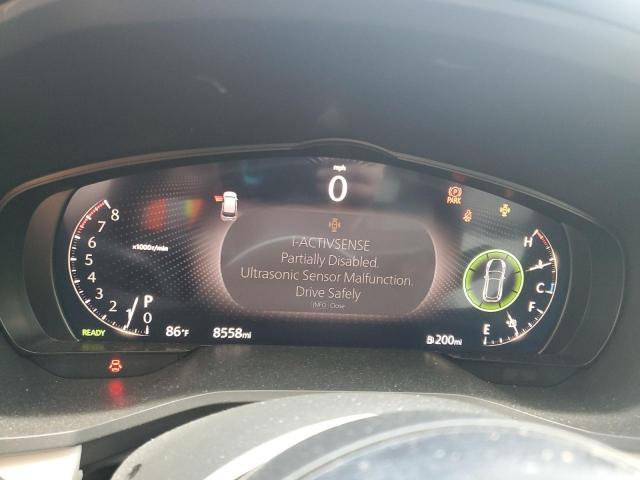 mph
0
PARK
8
7
6
5
4
3
2
1
0
x1000r/min
i-ACTIVSENSE
Partially Disabled.
Ultrasonic Sensor Malfunction.
Drive Safely
INFO : Close
H
C
F
E
P
READY
86°F
8558mi
200mi